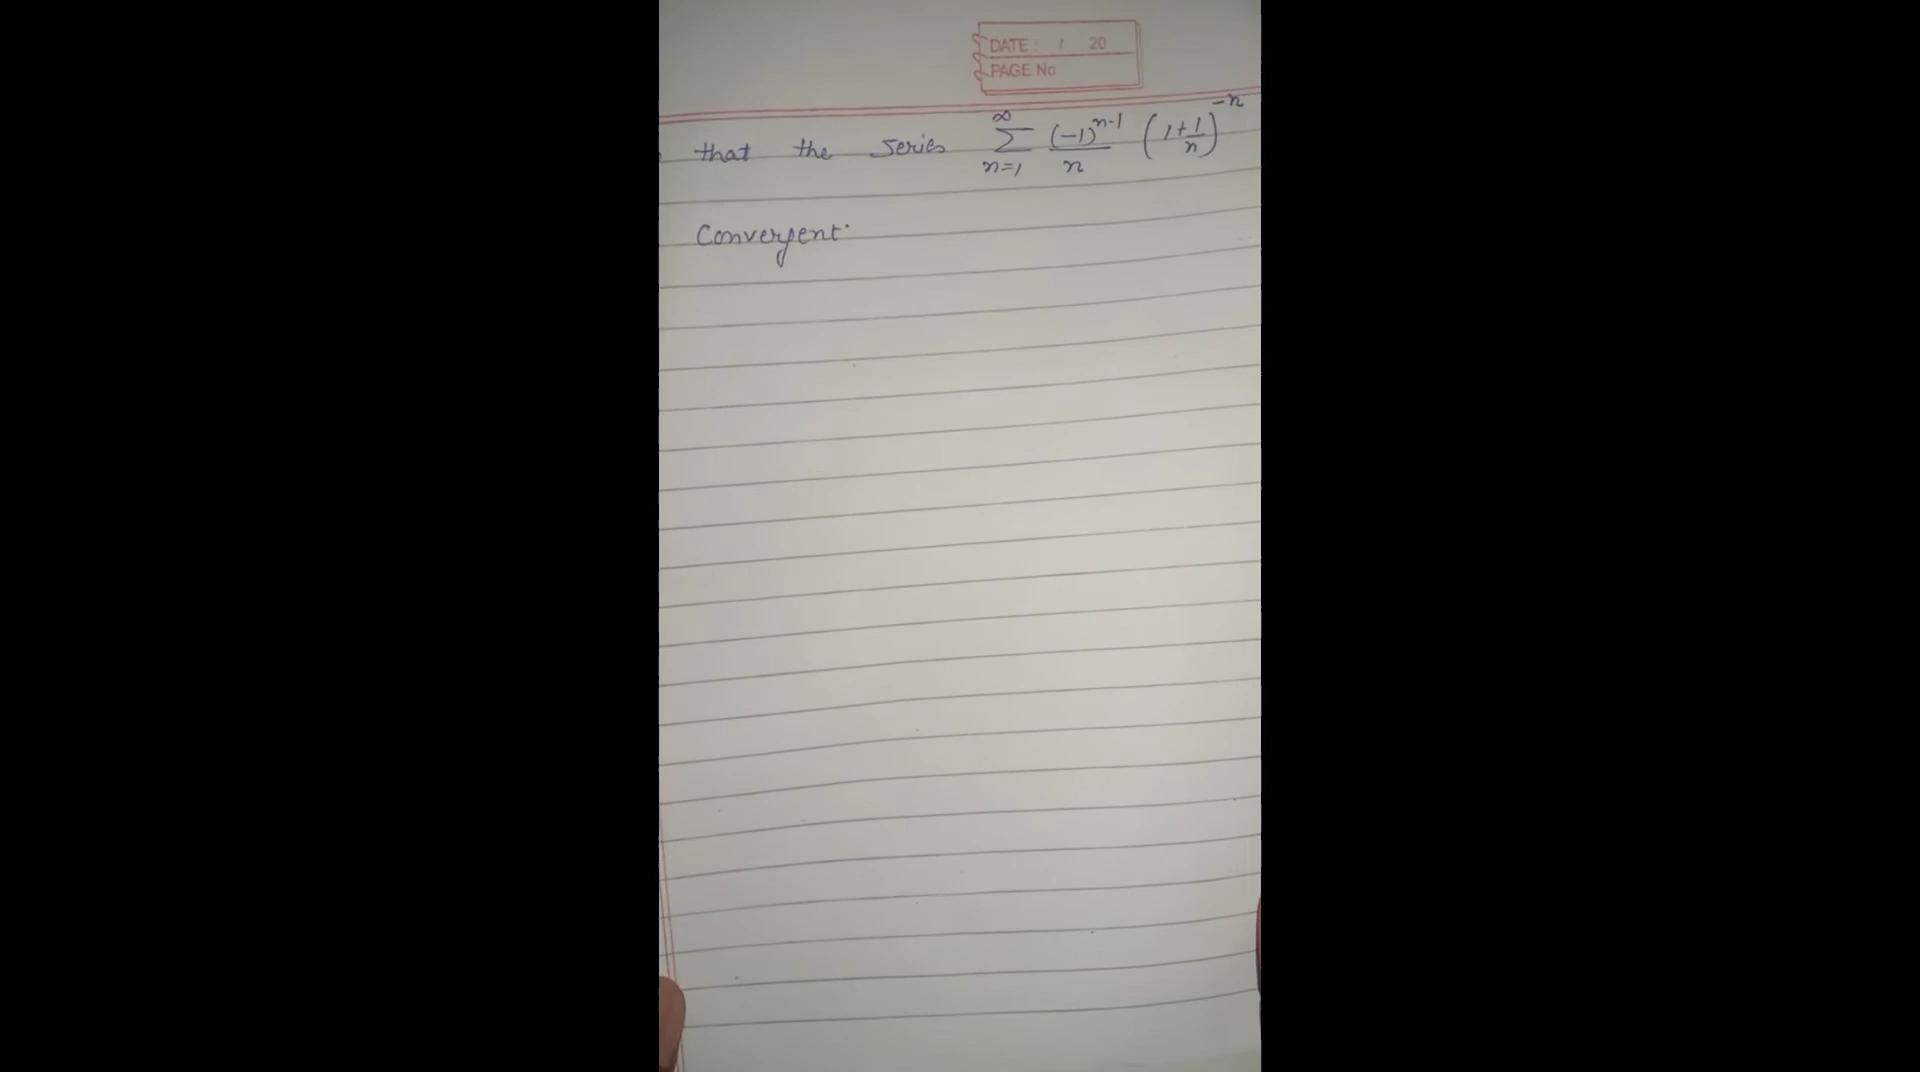 DATE: / 20
PAGE No
that the series ∞∑n=1 (-1)^(n-1)/n (1+1/n)^-n
Convergent.